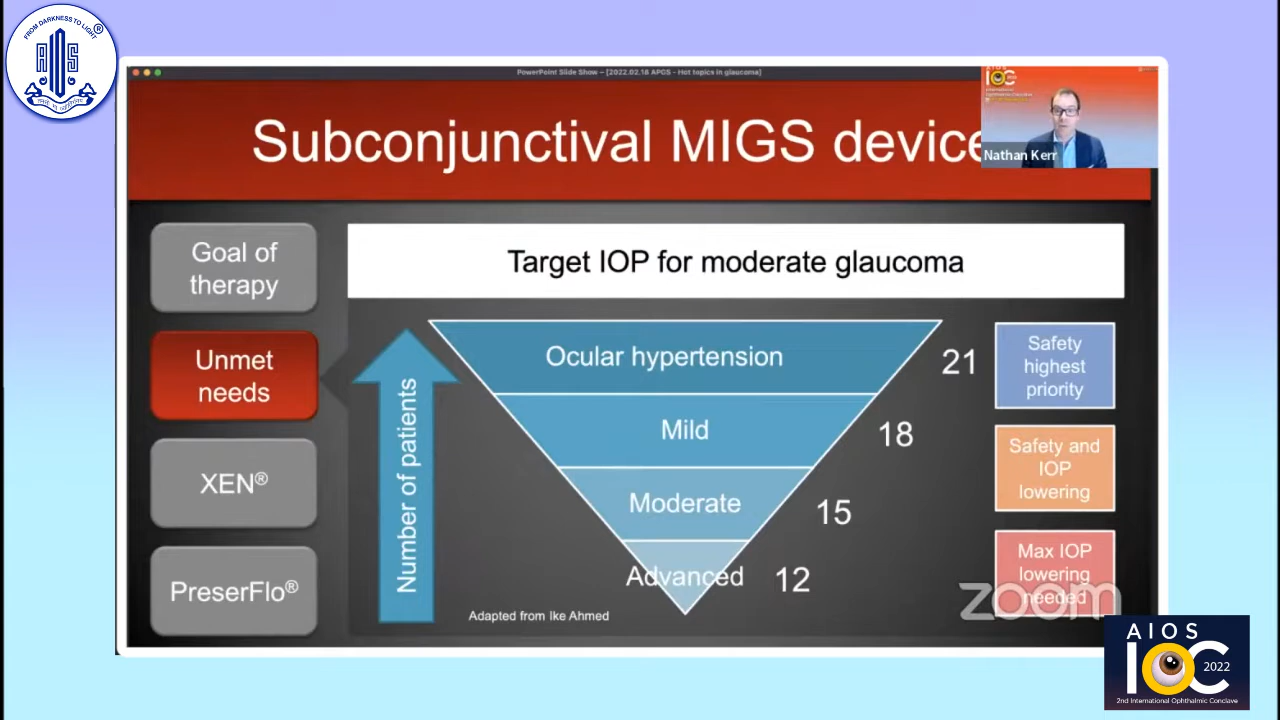 FROM DARKNESS TO LIGHT
®
AIOS
PowerPoint Slide Show – [2022.02.18 APGS - Hot topics in glaucoma]
Subconjunctival MIGS device
IOC
Nathan Kerr
Goal of
therapy
Unmet
needs
XEN®
PreserFlo®
Target IOP for moderate glaucoma
Number of patients
Ocular hypertension
21
Mild
18
Moderate
15
Advanced
12
Adapted from Ike Ahmed
Safety
highest
priority
Safety and
IOP
lowering
Max IOP
lowering
needed
zoom
AIOS
IOC
2022
2nd International Ophthalmic Conclave